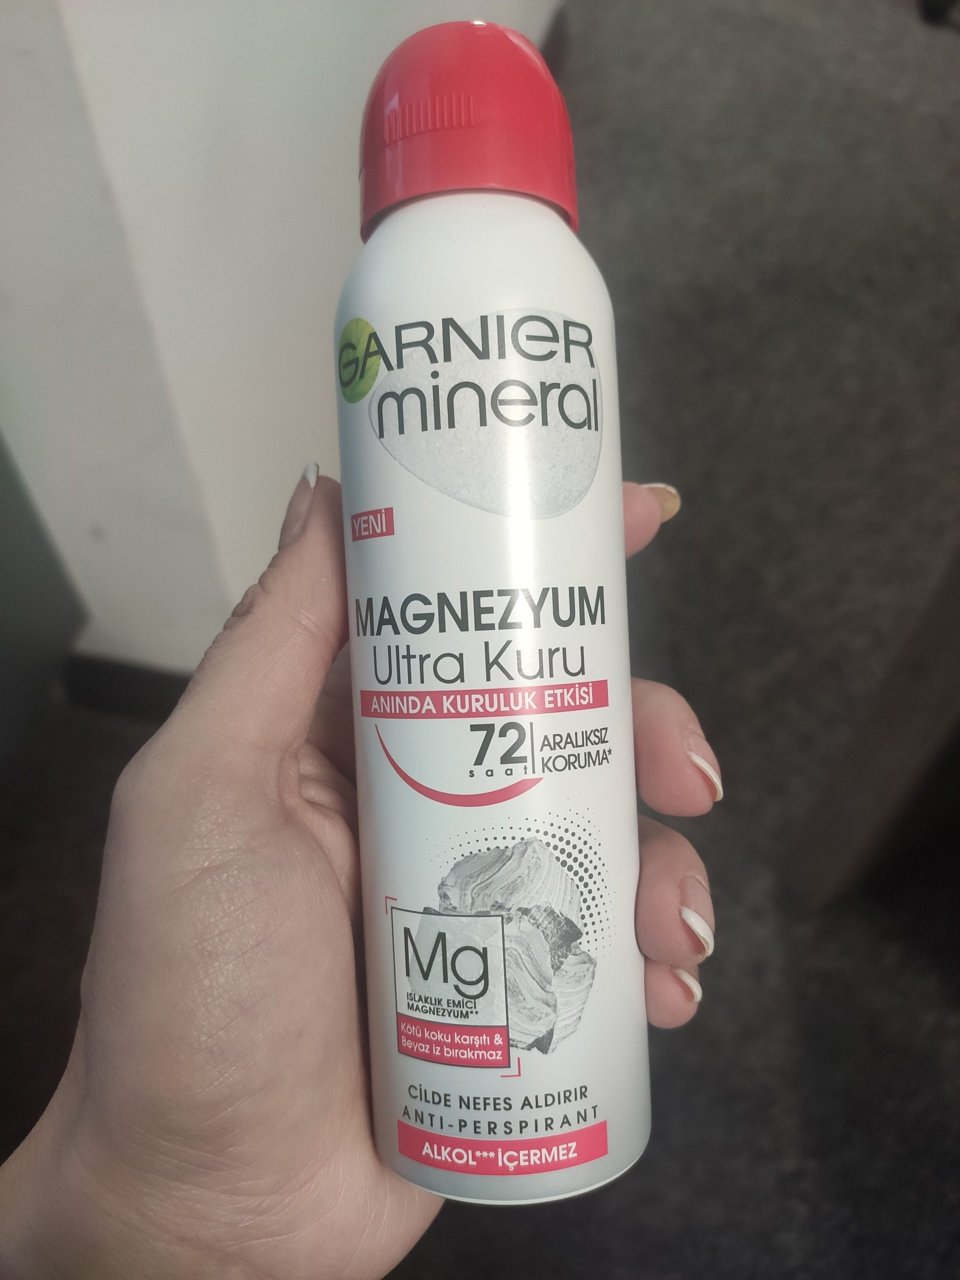 GARNIER
mineral
YENİ
MAGNEZYUM
Ultra Kuru
ANINDA KURULUK ETKİSİ
72
saat
ARALIKSIZ
KORUMA*
Mg
ISLAKLIK EMİCİ
MAGNEZYUM**
Kötü koku karşıtı &
Beyaz iz bırakmaz
CİLDE NEFES ALDIRIR
ANTI-PERSPIRANT
ALKOL***İÇERMEZ